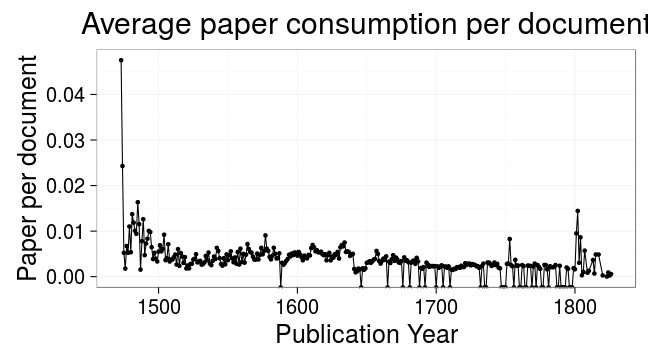 Average paper consumption per document
Paper per document
0.04
0.03
0.02
0.01
0.00
1500 1600 1700 1800
Publication Year